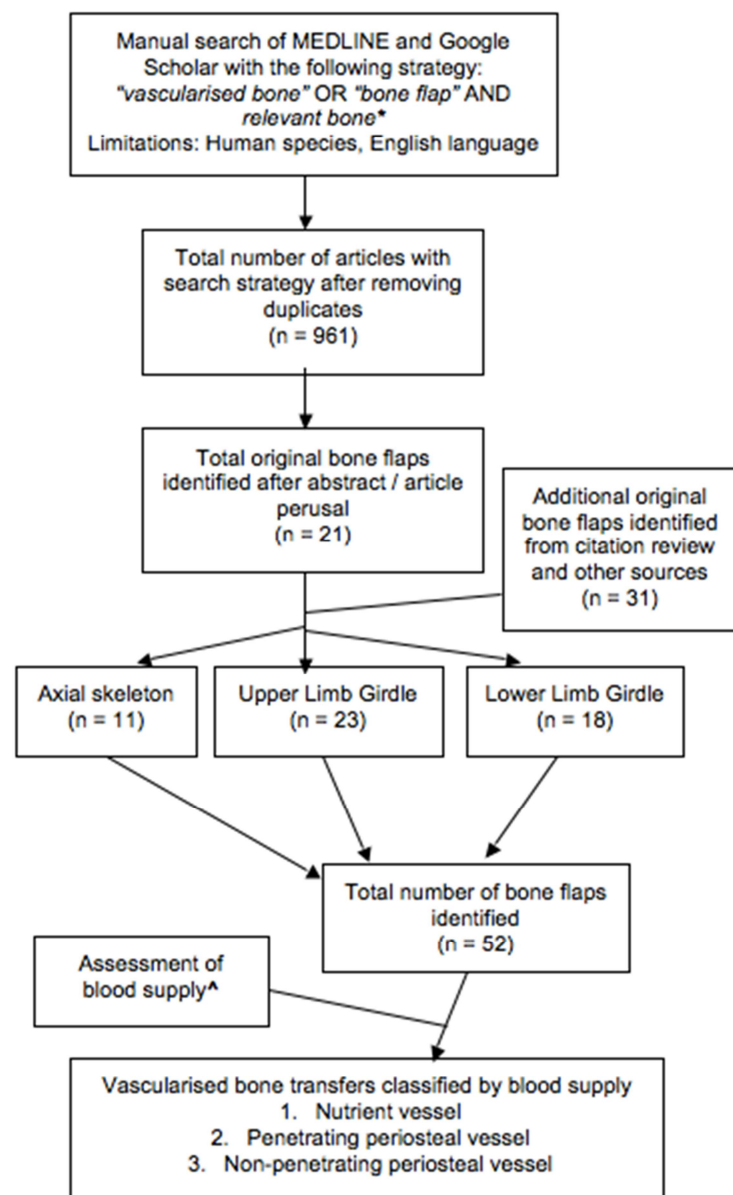 Manual search of MEDLINE and Google
Scholar with the following strategy:
“vascularised bone” OR “bone flap” AND
relevant bone*
Limitations: Human species, English language
Total number of articles with
search strategy after removing
duplicates
(n = 961)
Total original bone flaps
identified after abstract / article
perusal
(n = 21)
Additional original
bone flaps identified
from citation review
and other sources
(n = 31)
Axial skeleton
(n = 11)
Upper Limb Girdle
(n = 23)
Lower Limb Girdle
(n = 18)
Total number of bone flaps
identified
(n = 52)
Assessment of
blood supply^
Vascularised bone transfers classified by blood supply
1. Nutrient vessel
2. Penetrating periosteal vessel
3. Non-penetrating periosteal vessel